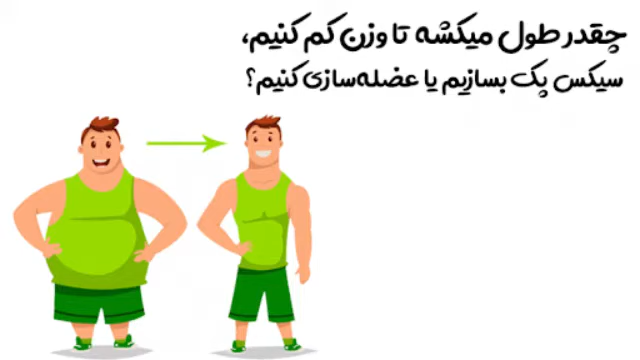 چقدر طول میکشه تا وزن کم کنیم،
سیکس پک بسازیم یا عضله‌سازی کنیم؟